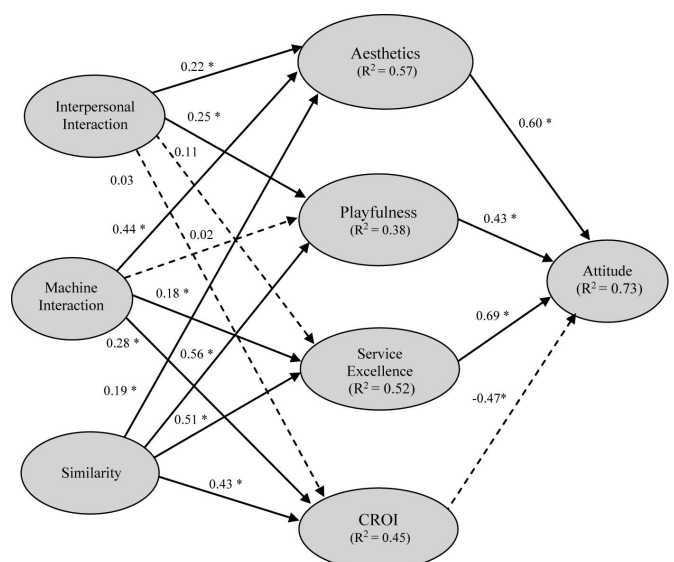 Aesthetics
(R² = 0.57)
0.22 *
Interpersonal
Interaction
0.25 *
0.60 *
0.11
0.03
Playfulness
(R² = 0.38)
0.43 *
0.44 *
0.02
Attitude
(R² = 0.73)
Machine
Interaction
0.18 *
0.28 *
0.56 *
Service
Excellence
(R² = 0.52)
0.69 *
0.19 *
-0.47*
0.51 *
Similarity
0.43 *
CROI
(R² = 0.45)